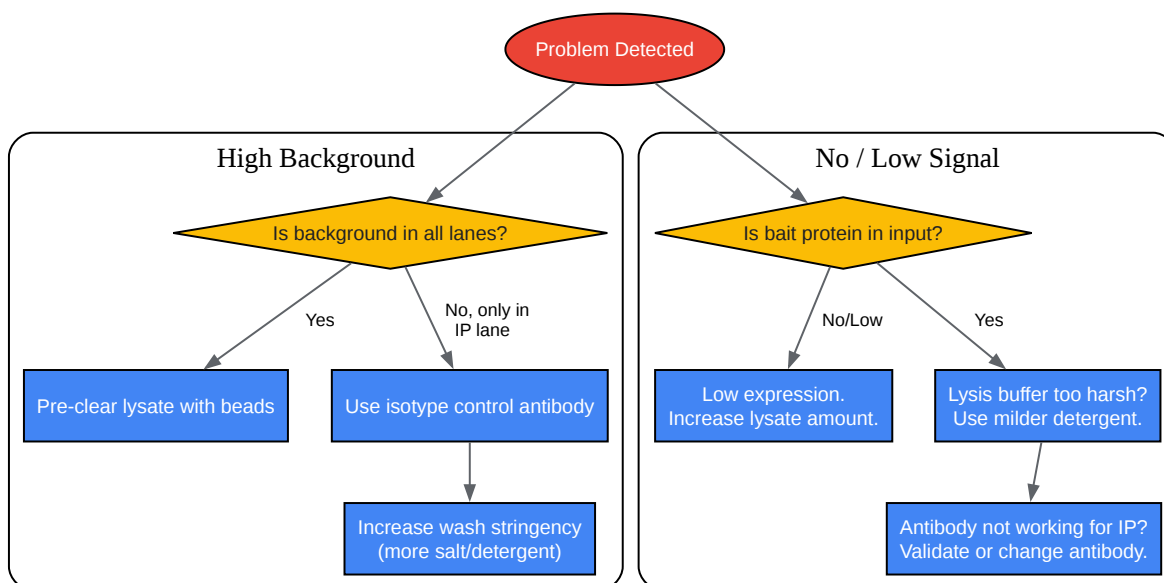 Problem Detected
High Background
No / Low Signal
Is background in all lanes?
Is bait protein in input?
Yes
No, only in
IP lane
No/Low
Yes
Pre-clear lysate with beads
Use isotype control antibody
Low expression.
Increase lysate amount.
Lysis buffer too harsh?
Use milder detergent.
Increase wash stringency
(more salt/detergent)
Antibody not working for IP?
Validate or change antibody.